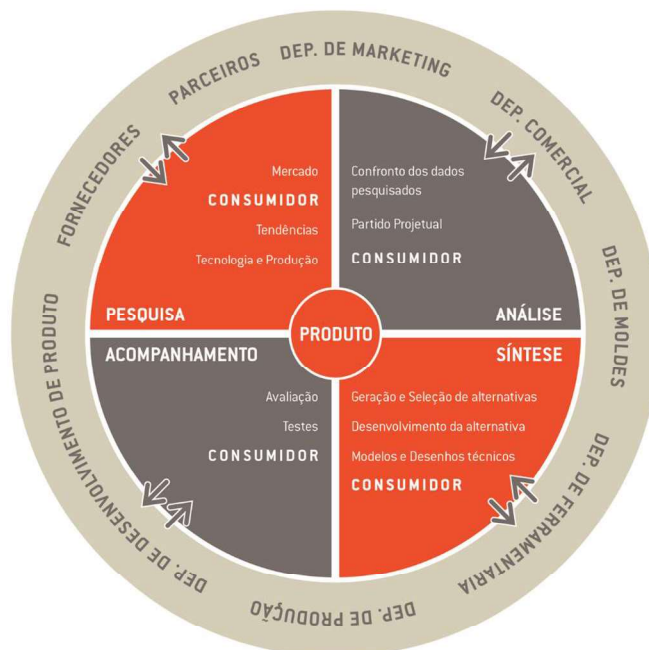 FORNECEDORES
PARCEIROS
DEP. DE MARKETING
DEP. COMERCIAL
DEP. DE MOLDES
DEP. DE FERRAMENTARIA
DEP. DE PRODUÇÃO
DEP. DE DESENVOLVIMENTO DE PRODUTO
Mercado
CONSUMIDOR
Tendências
Tecnologia e Produção
PESQUISA
Confronto dos dados
pesquisados
Partido Projetual
CONSUMIDOR
ANÁLISE
PRODUTO
ACOMPANHAMENTO
Avaliação
Testes
CONSUMIDOR
SÍNTESE
Geração e Seleção de alternativas
Desenvolvimento da alternativa
Modelos e Desenhos técnicos
CONSUMIDOR